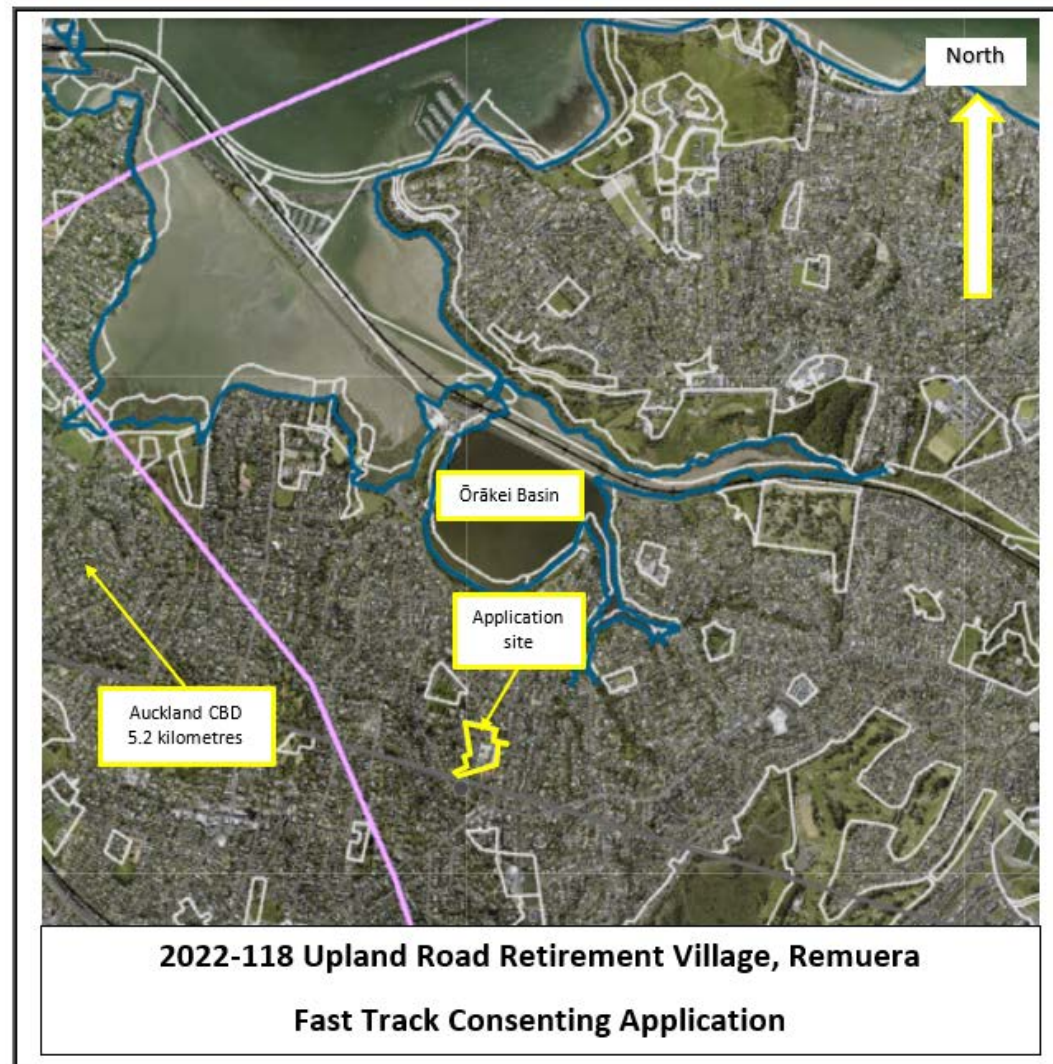 North
Ōrākei Basin
Application
site
Auckland CBD
5.2 kilometres
2022-118 Upland Road Retirement Village, Remuera
Fast Track Consenting Application